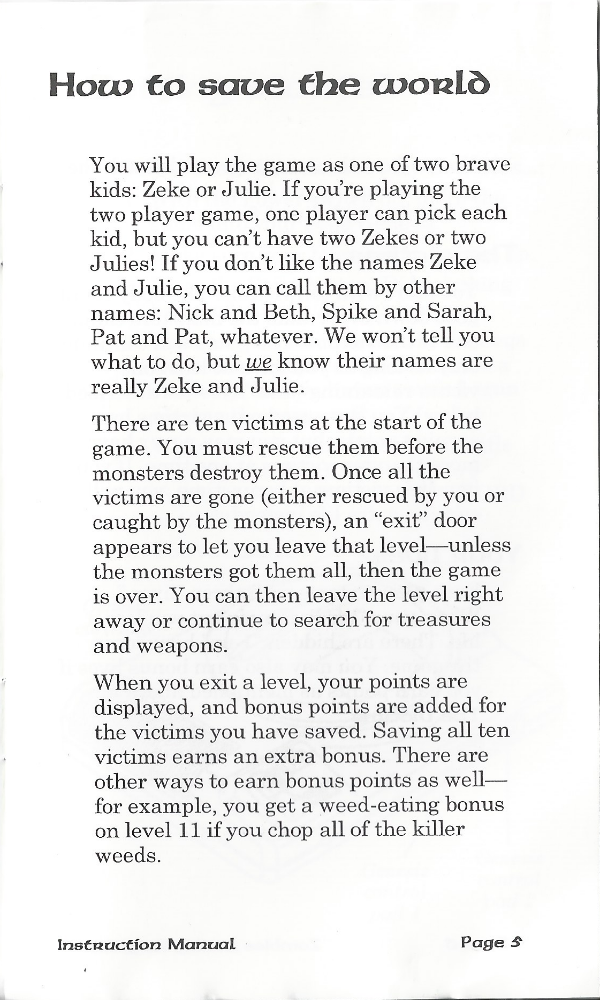 How to save the world
You will play the game as one of two brave
kids: Zeke or Julie. If you're playing the
two player game, one player can pick each
kid, but you can't have two Zekes or two
Julies! If you don't like the names Zeke
and Julie, you can call them by other
names: Nick and Beth, Spike and Sarah,
Pat and Pat, whatever. We won't tell you
what to do, but we know their names are
really Zeke and Julie.
There are ten victims at the start of the
game. You must rescue them before the
monsters destroy them. Once all the
victims are gone (either rescued by you or
caught by the monsters), an “exit” door
appears to let you leave that level—unless
the monsters got them all, then the game
is over. You can then leave the level right
away or continue to search for treasures
and weapons.
When you exit a level, your points are
displayed, and bonus points are added for
the victims you have saved. Saving all ten
victims earns an extra bonus. There are
other ways to earn bonus points as well—
for example, you get a weed-eating bonus
on level 11 if you chop all of the killer
weeds.
Instruction Manual
Page 5